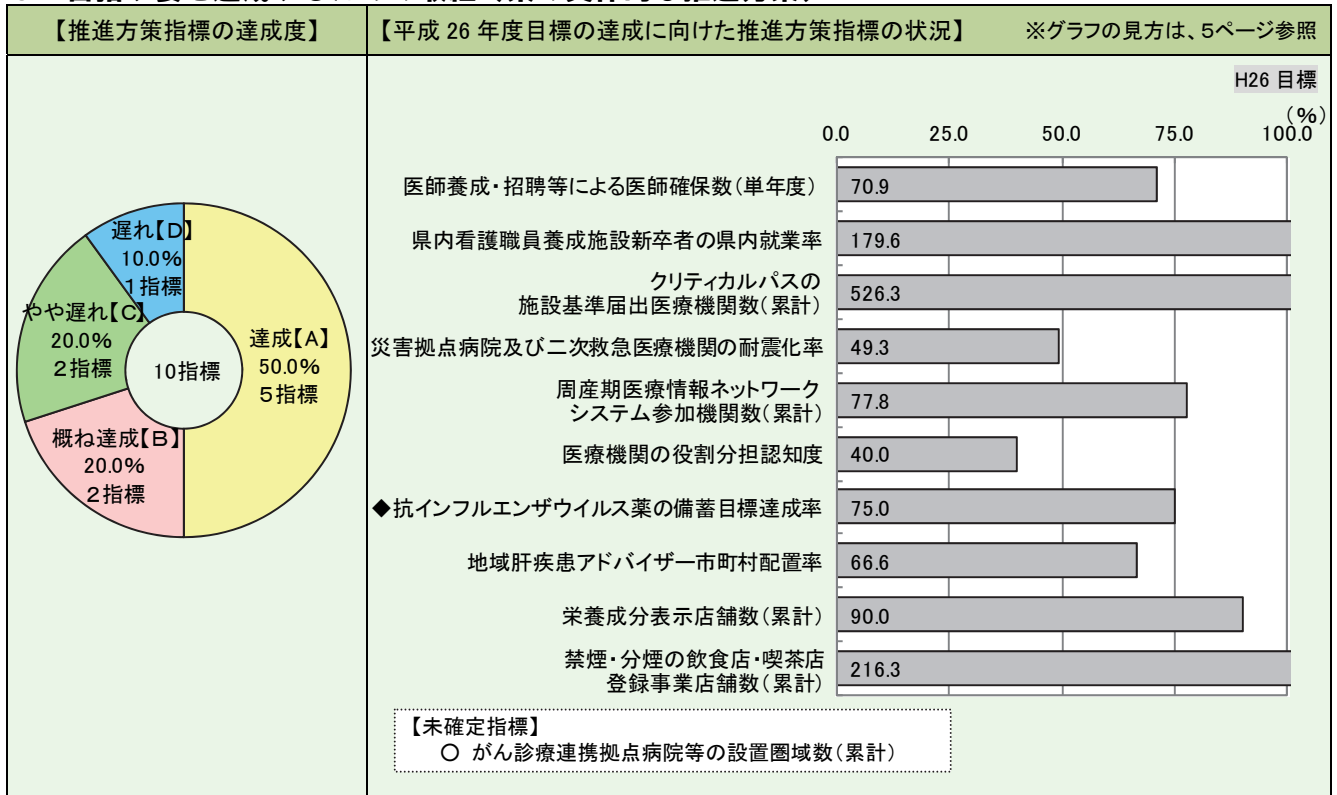 【推進方策指標の達成度】
【平成 26 年度目標の達成に向けた推進方策指標の状況】 ※グラフの見方は、5ページ参照
遅れ【D】
10.0%
1指標
やや遅れ【C】
20.0%
2指標
達成【A】
50.0%
5指標
10指標
概ね達成【B】
20.0%
2指標
H26 目標
(%)
0.0 25.0 50.0 75.0 100.0
医師養成・招聘等による医師確保数(単年度) 70.9
県内看護職員養成施設新卒者の県内就業率 179.6
クリティカルパスの
施設基準届出医療機関数(累計) 526.3
災害拠点病院及び二次救急医療機関の耐震化率 49.3
周産期医療情報ネットワーク
システム参加機関数(累計) 77.8
医療機関の役割分担認知度 40.0
◆抗インフルエンザウイルス薬の備蓄目標達成率 75.0
地域肝疾患アドバイザー市町村配置率 66.6
栄養成分表示店舗数(累計) 90.0
禁煙・分煙の飲食店・喫茶店
登録事業店舗数(累計) 216.3
【未確定指標】
○ がん診療連携拠点病院等の設置圏域数(累計)